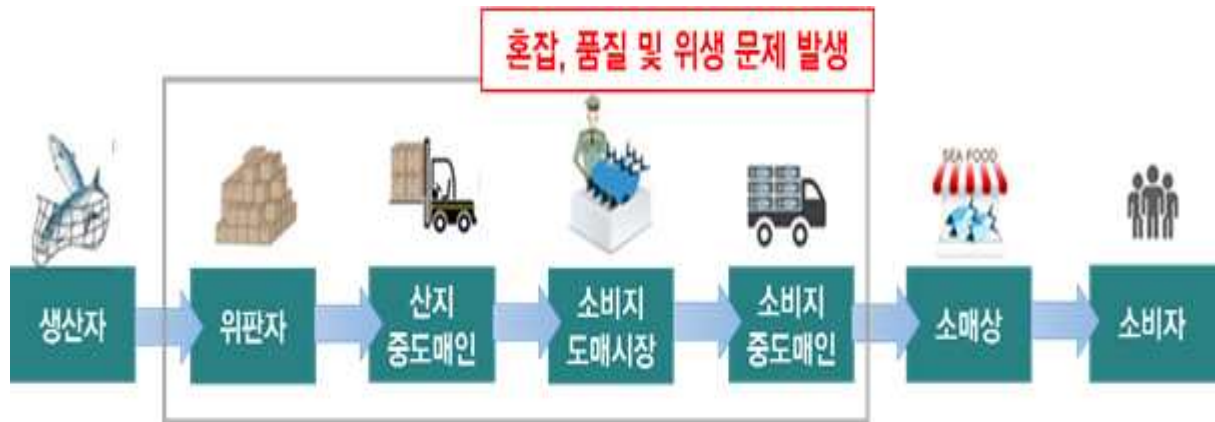 혼잡, 품질 및 위생 문제 발생
SEA FOOD
생산자
위판자
산지
중도매인
소비지
도매시장
소비지
중도매인
소매상
소비자